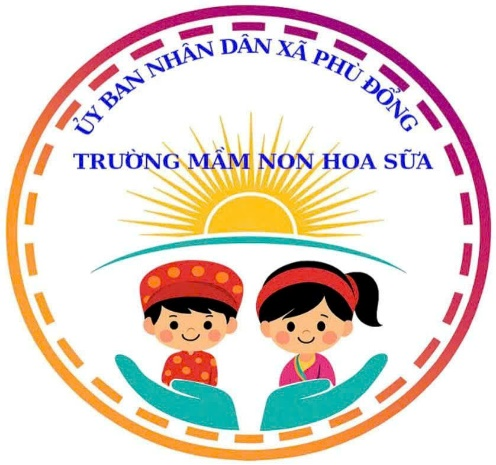 ỦY BAN NHÂN DÂN XÃ PHÙ ĐỔNG
TRƯỜNG MẦM NON HOA SỮA